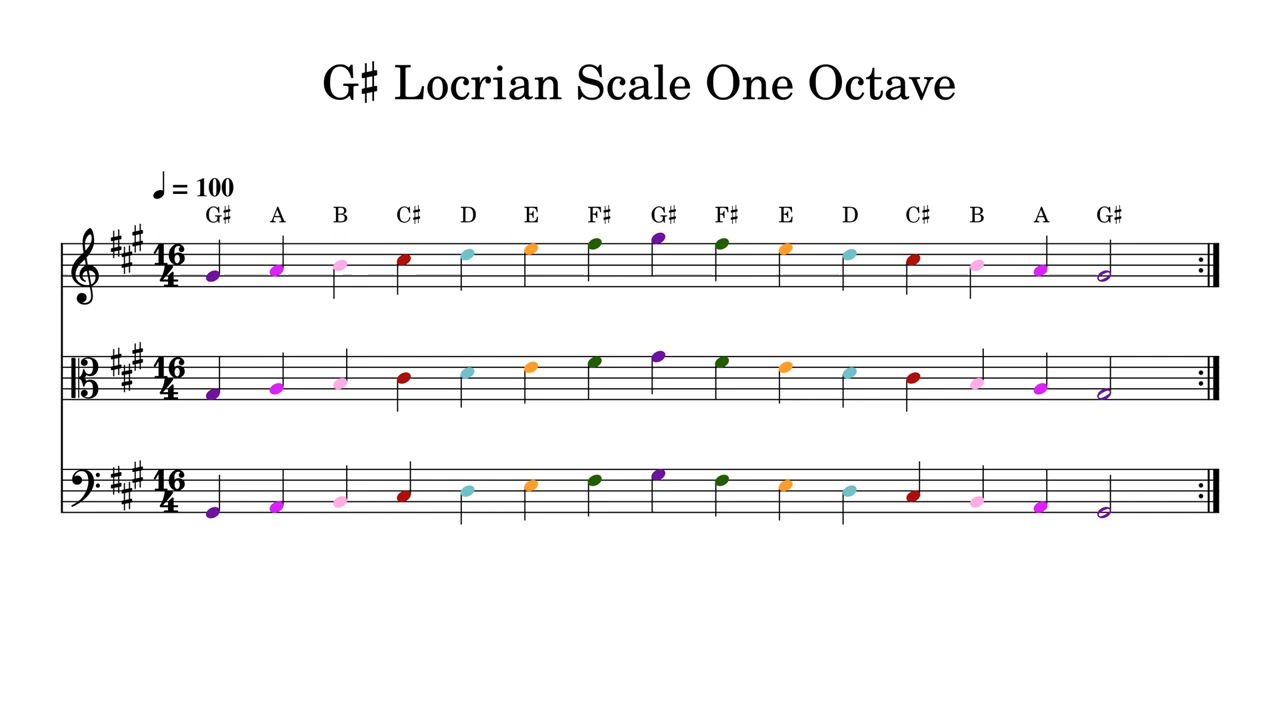 G♯ Locrian Scale One Octave
♩ = 100
G♯ A B C♯ D E F♯ G♯ F♯ E D C♯ B A G♯
16
4
16
4
16
4